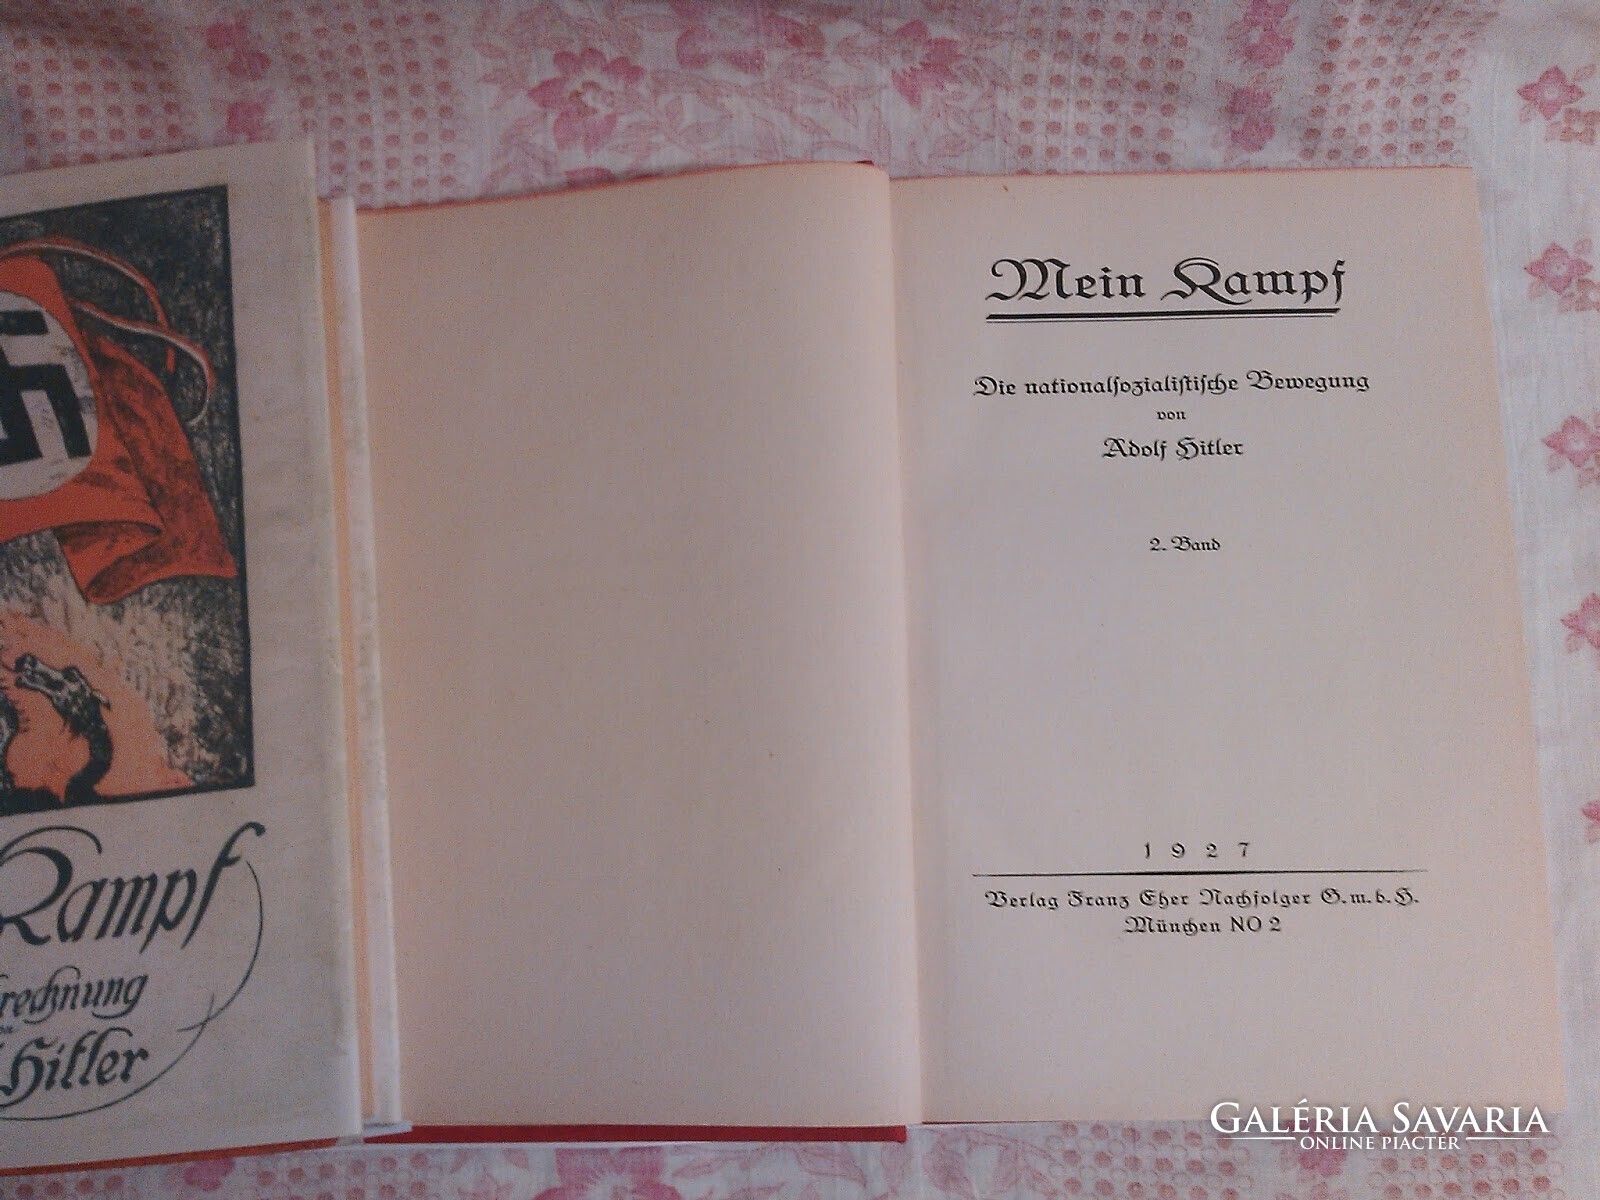 Kampf
rechnung
Hitler
Mein Kampf
Die nationalsozialistische Bewegung
von
Adolf Hitler
2. Band
1927
Verlag Franz Eher Nachfolger G.m.b.H.
München NO 2
GALÉRIA SAVARIA
ONLINE PIACTÉR